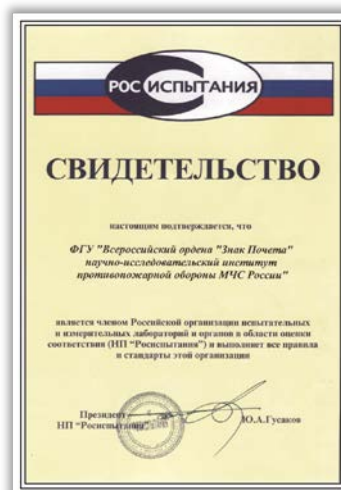 РОС ИСПЫТАНИЯ
СВИДЕТЕЛЬСТВО
настоящим подтверждается, что
ФГУ "Всероссийский ордена "Знак Почета"
научно-исследовательский институт
противопожарной обороны МЧС России"
является членом Российской организации испытательных
и измерительных лабораторий и органов в области оценки
соответствия (НП "Росиспытания") и выполняет все правила
и стандарты этой организации
Президент
НП "Росиспытания"
Ю.А.Гусаков